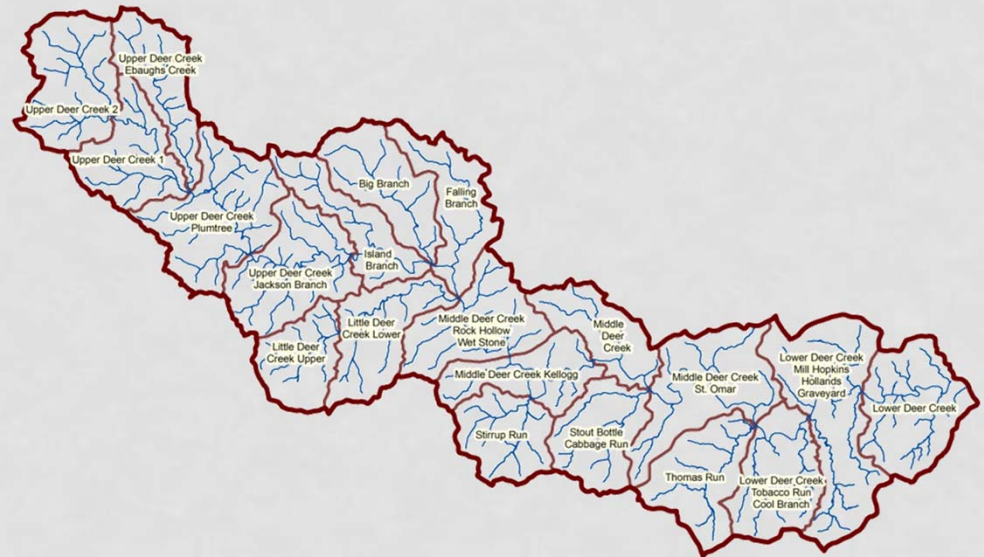 Upper Deer Creek
Ebaughs Creek
Upper Deer Creek 2
Upper Deer Creek 1
Upper Deer Creek
Plumtree
Big Branch
Falling
Branch
Island
Branch
Upper Deer Creek
Jackson Branch
Little Deer
Creek Upper
Little Deer
Creek Lower
Middle Deer Creek
Rock Hollow
Wet Stone
Middle
Deer
Creek
Middle Deer Creek Kellogg
Stirrup Run
Stout Bottle
Cabbage Run
Middle Deer Creek
St. Omar
Lower Deer Creek
Mill Hopkins
Hollands
Graveyard
Lower Deer Creek
Thomas Run
Lower Deer Creek
Tobacco Run
Cool Branch